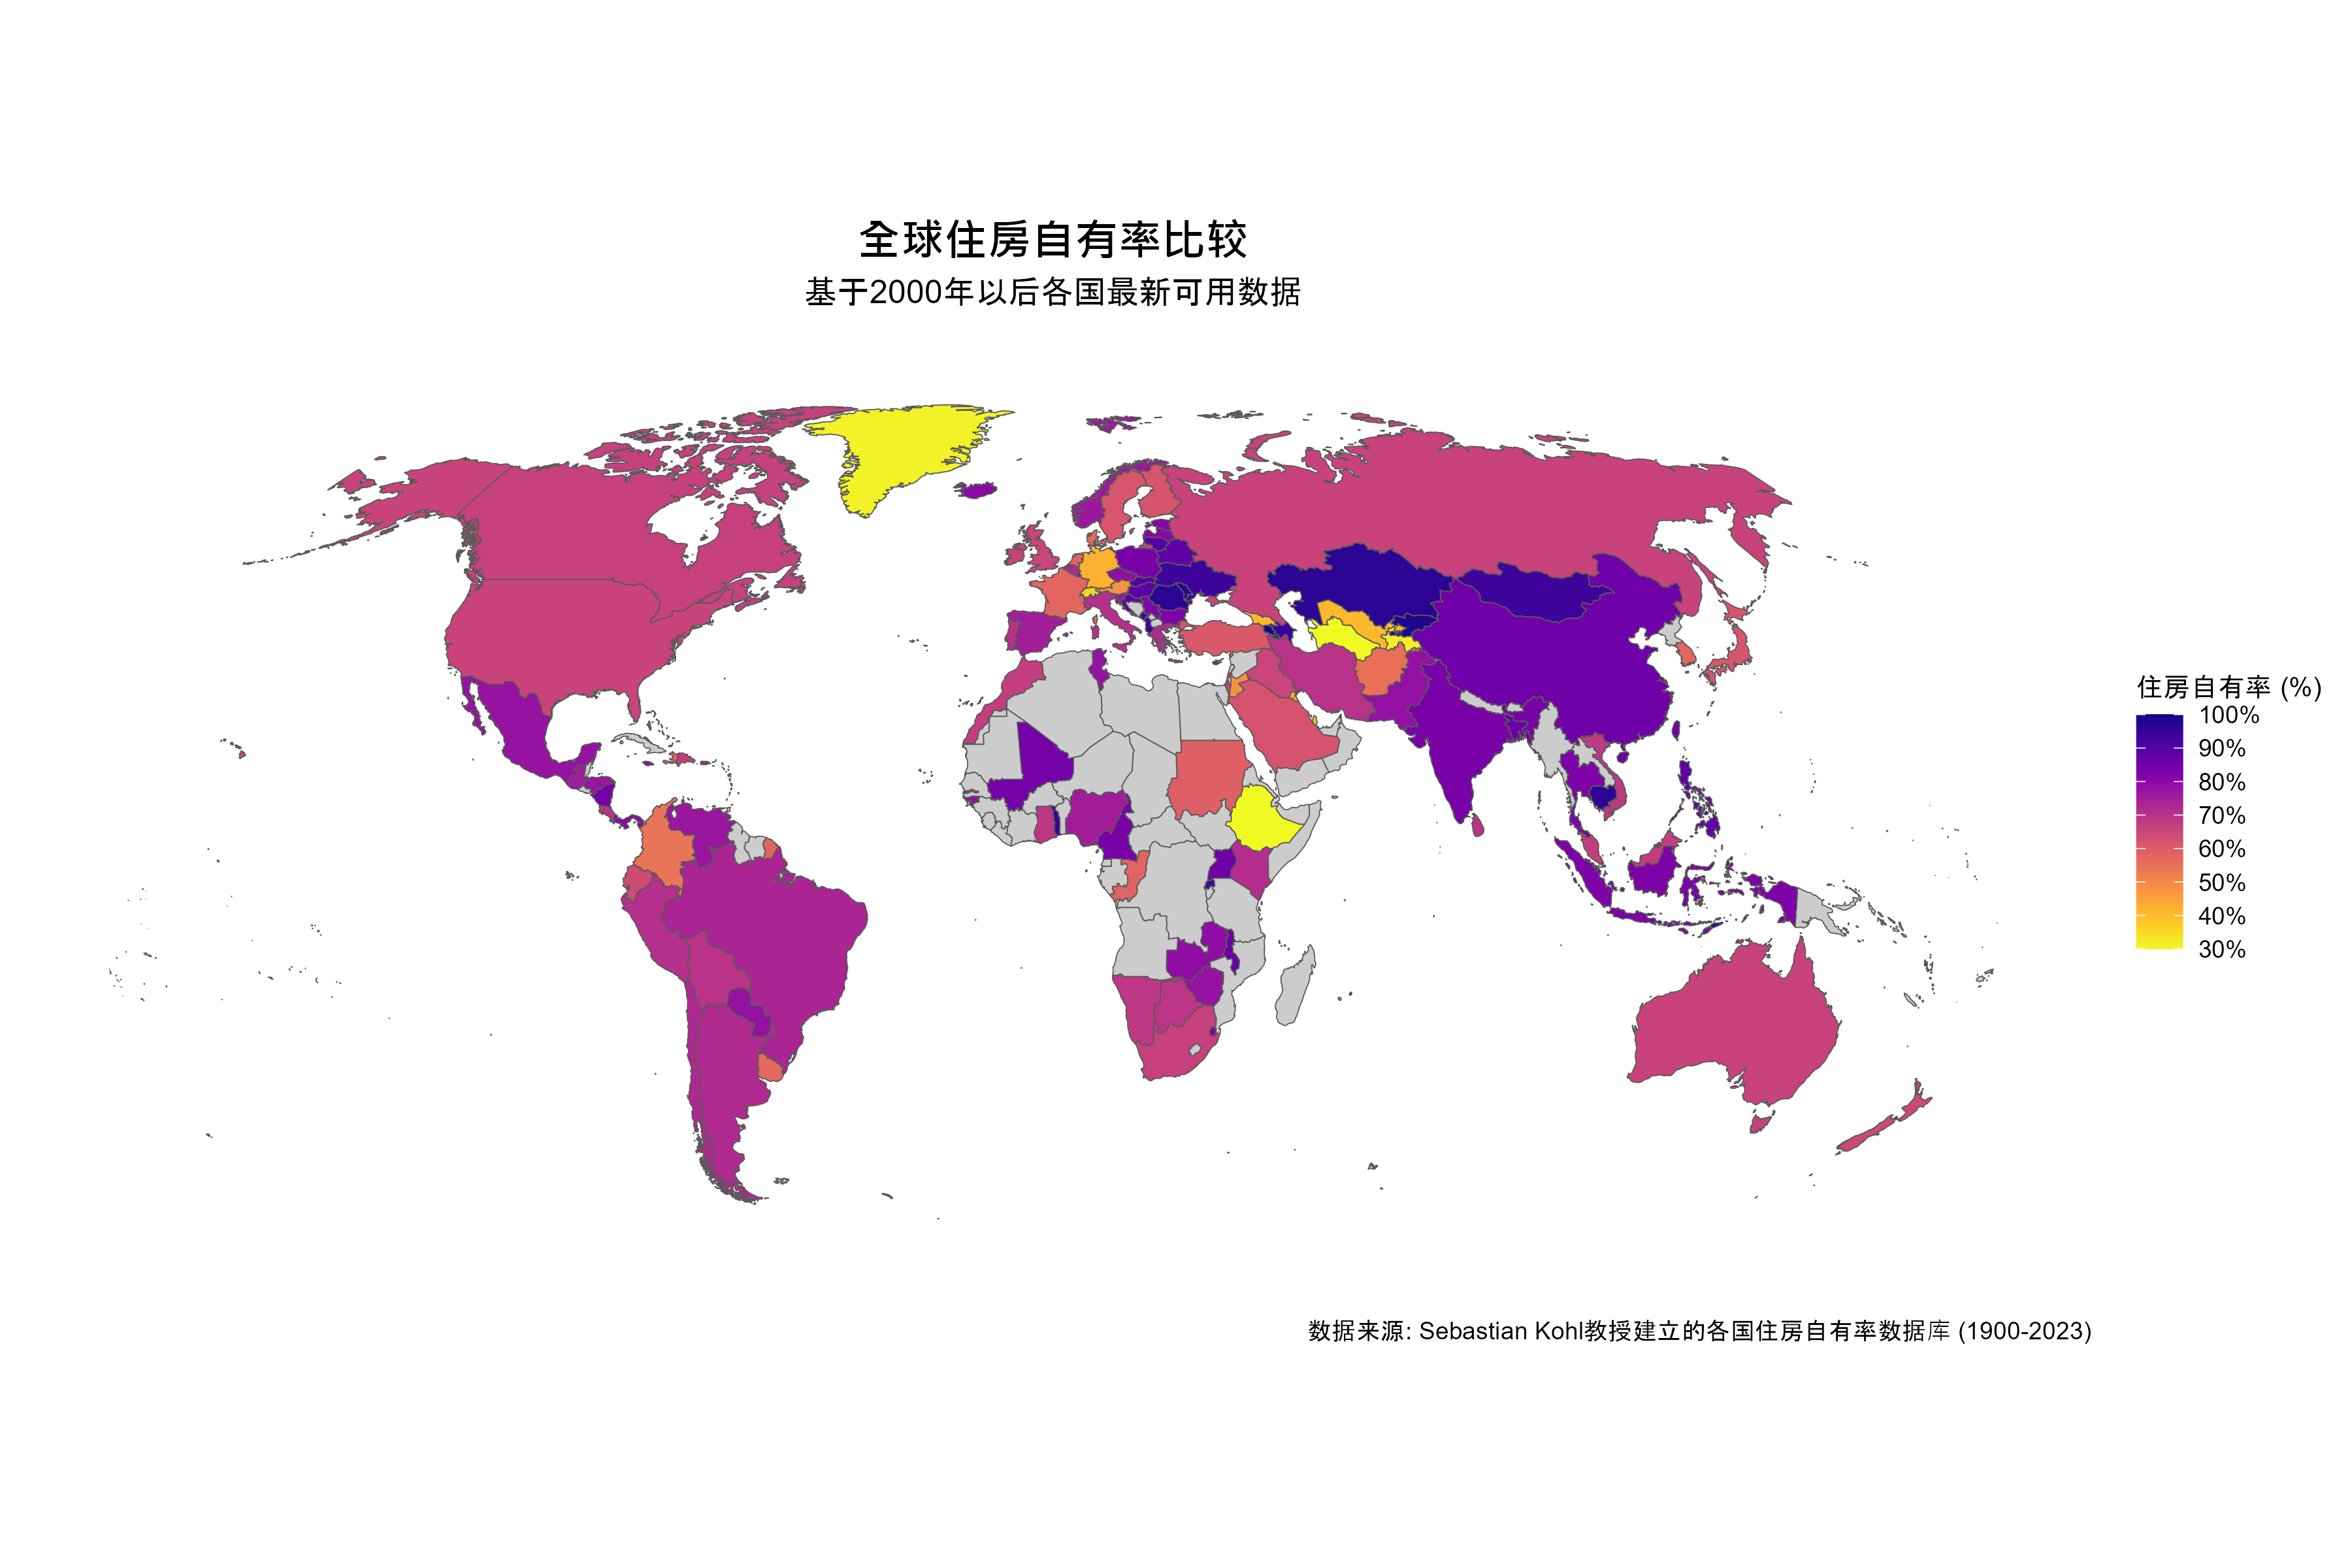 全球住房自有率比较
基于2000年以后各国最新可用数据
住房自有率 (%)
100%
90%
80%
70%
60%
50%
40%
30%
数据来源: Sebastian Kohl教授建立的各国住房自有率数据库 (1900-2023)